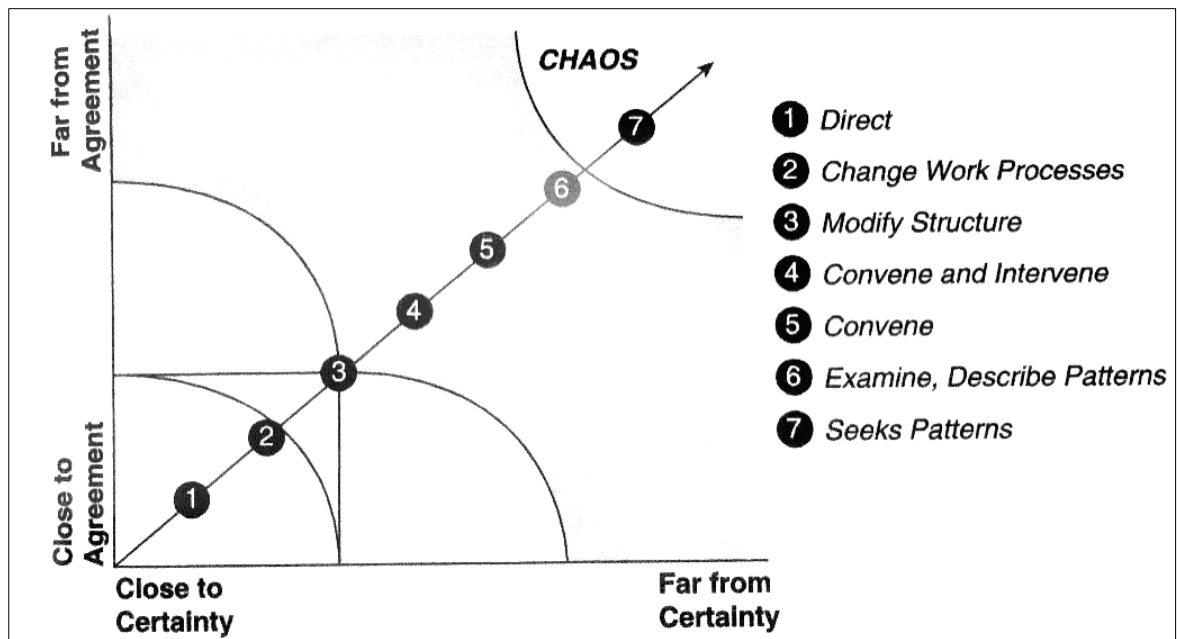 Far from
Agreement
Close to
Agreement
CHAOS
7
6
5
4
3
2
1
Close to
Certainty
Far from
Certainty
1 Direct
2 Change Work Processes
3 Modify Structure
4 Convene and Intervene
5 Convene
6 Examine, Describe Patterns
7 Seeks Patterns